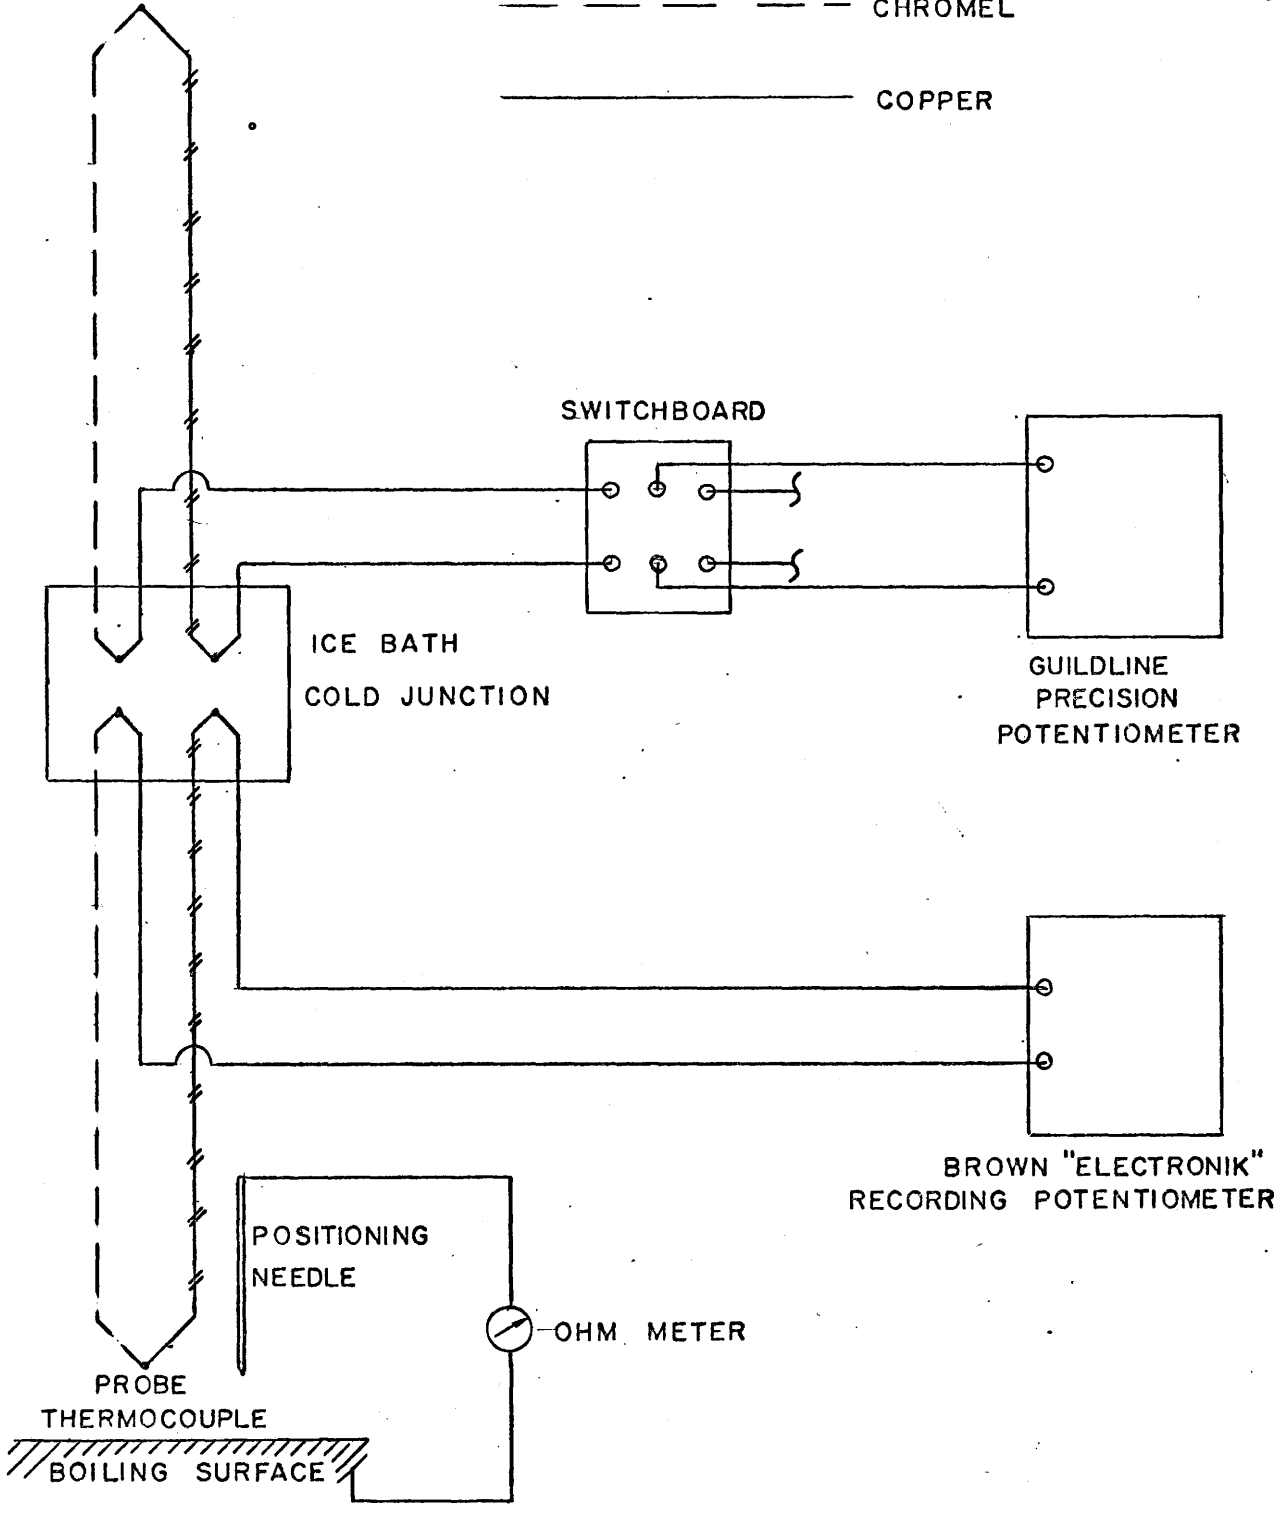 CHROMEL
COPPER
SWITCHBOARD
ICE BATH
COLD JUNCTION
GUILDLINE
PRECISION
POTENTIOMETER
BROWN "ELECTRONIK"
RECORDING POTENTIOMETER
POSITIONING
NEEDLE
OHM METER
PROBE
THERMOCOUPLE
BOILING SURFACE